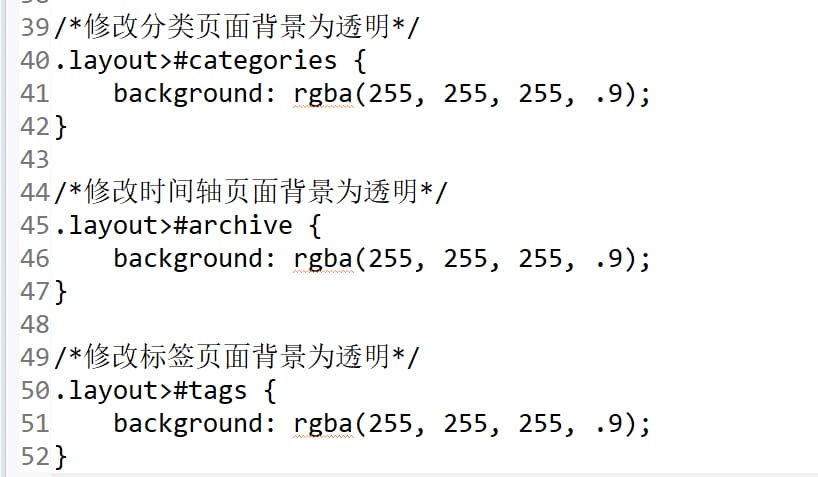 39/*修改分类页面背景为透明*/
40.layout>#categories {
41    background: rgba(255, 255, 255, .9);
42}
43
44/*修改时间轴页面背景为透明*/
45.layout>#archive {
46    background: rgba(255, 255, 255, .9);
47}
48
49/*修改标签页面背景为透明*/
50.layout>#tags {
51    background: rgba(255, 255, 255, .9);
52}